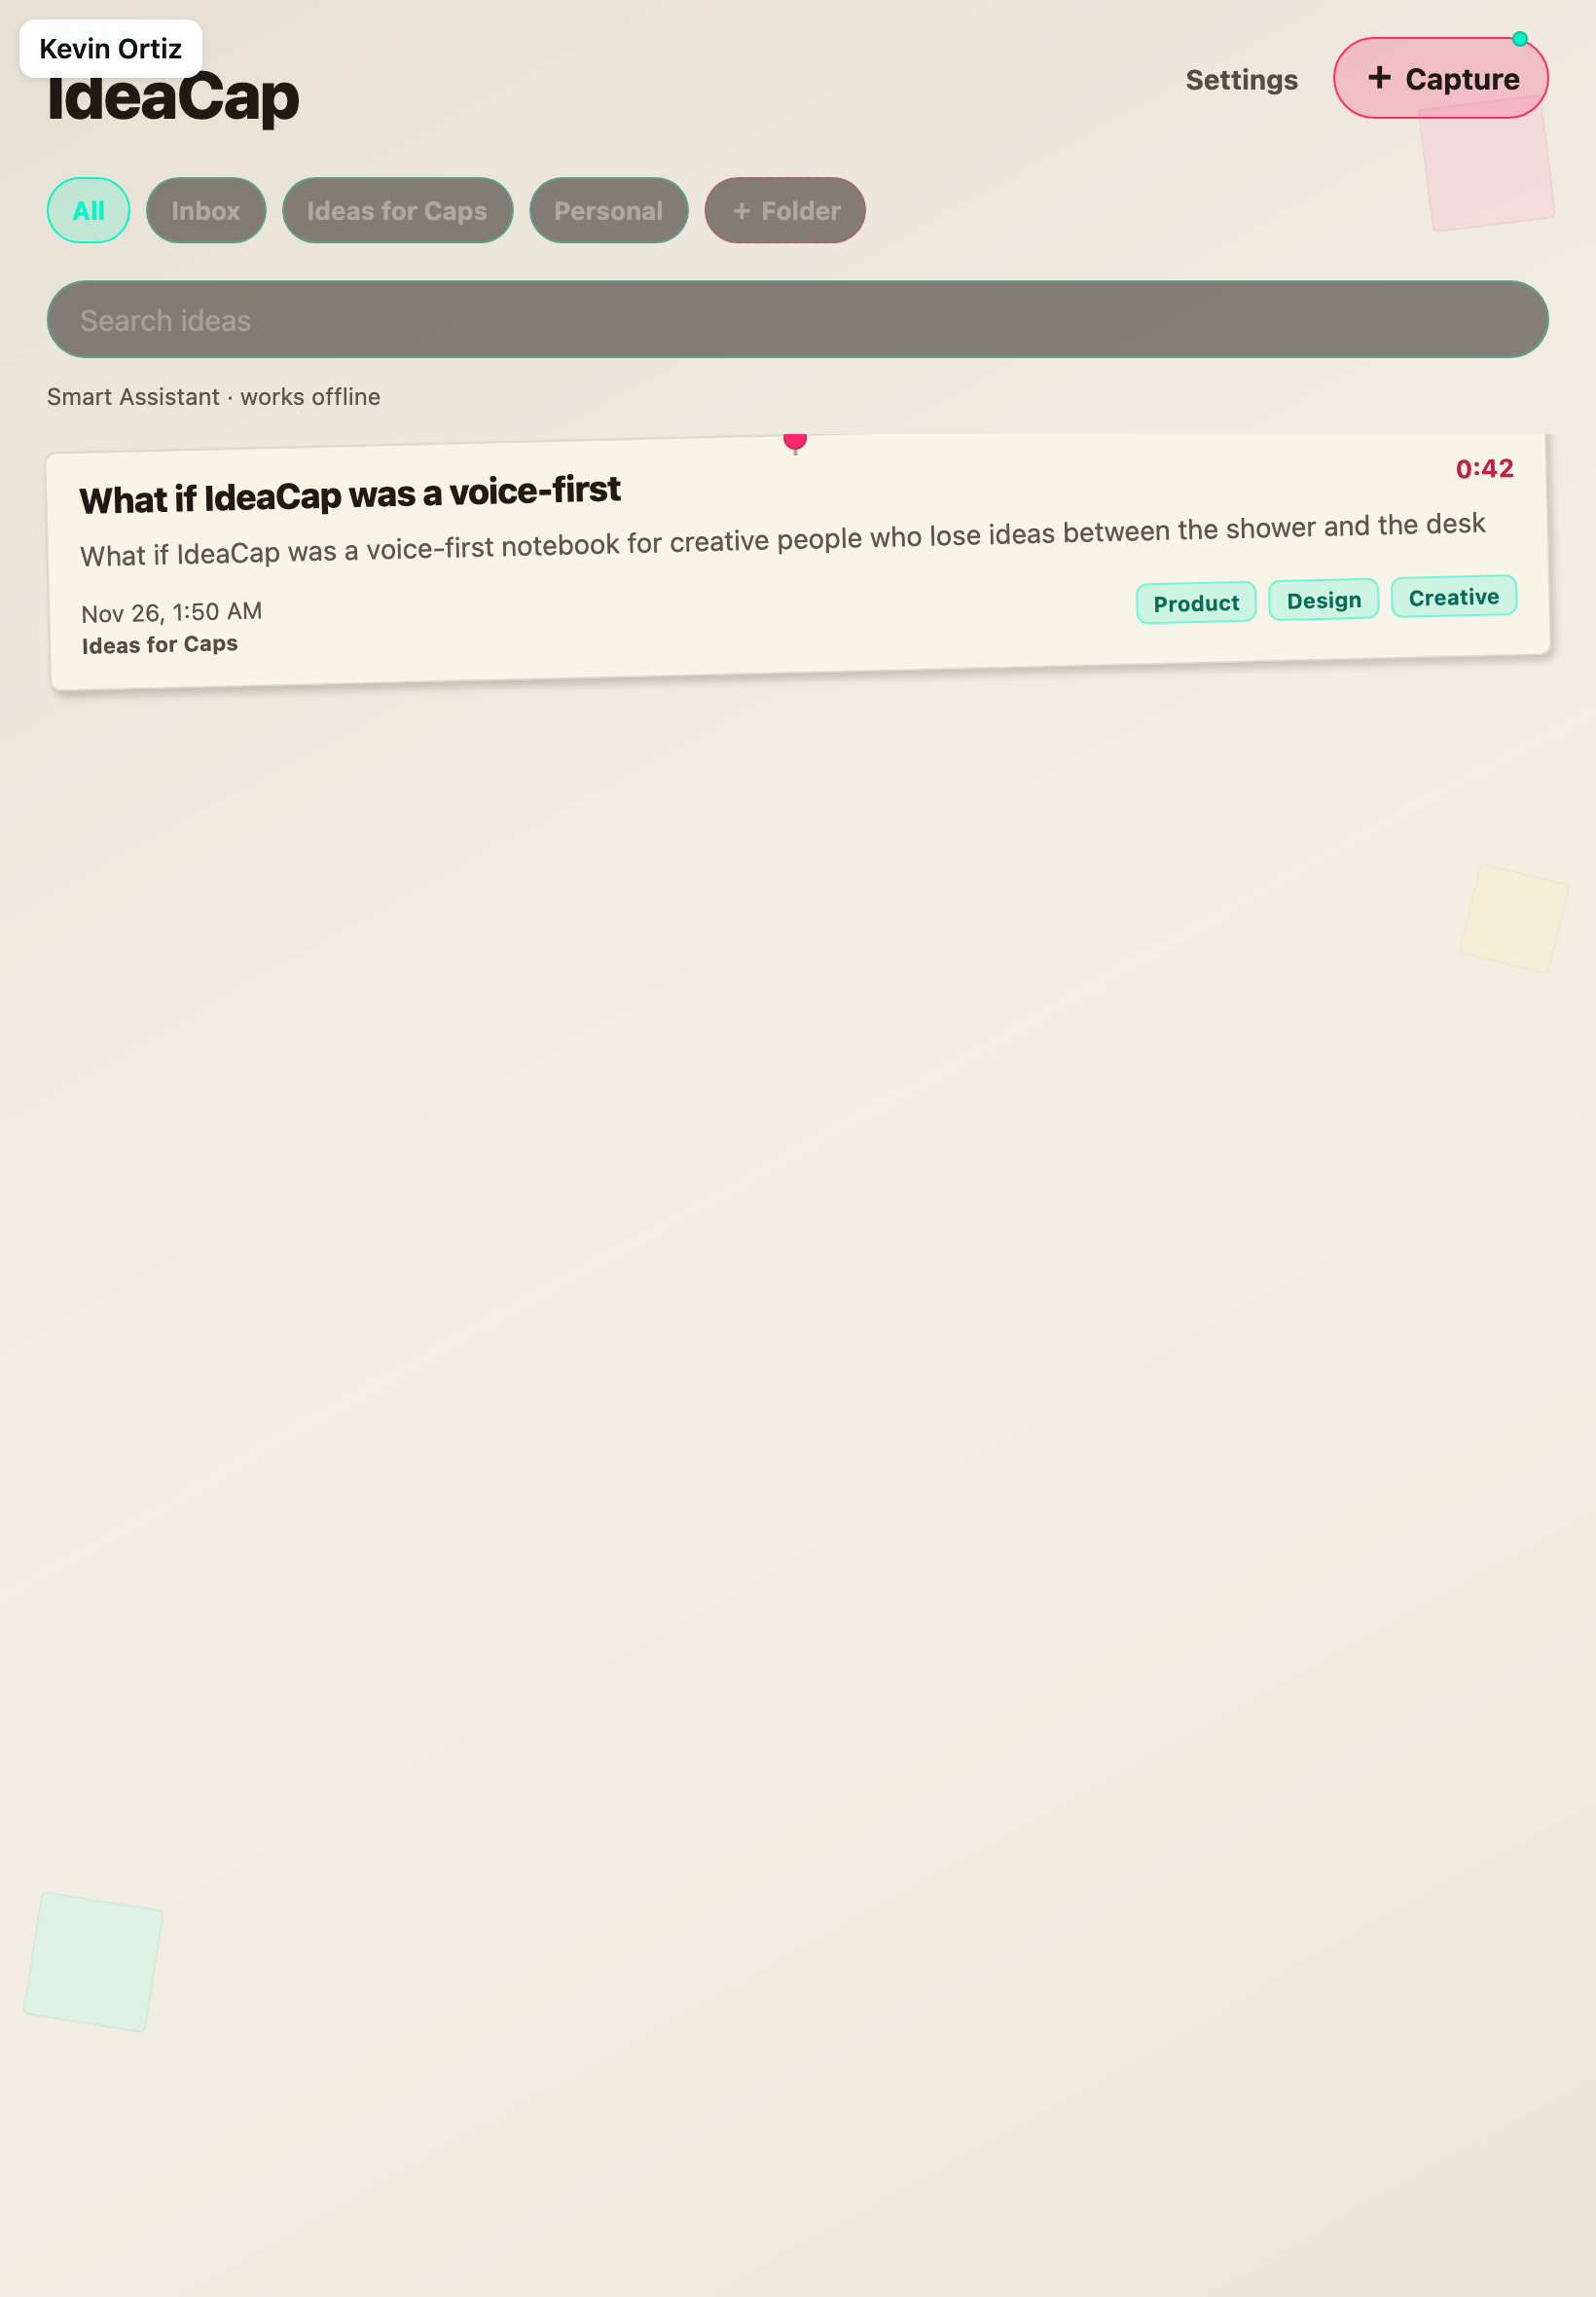 Kevin Ortiz
IdeaCap
Settings
+ Capture
All
Inbox
Ideas for Caps
Personal
+ Folder
Search ideas
Smart Assistant · works offline
What if IdeaCap was a voice-first
0:42
What if IdeaCap was a voice-first notebook for creative people who lose ideas between the shower and the desk
Nov 26, 1:50 AM
Ideas for Caps
Product
Design
Creative